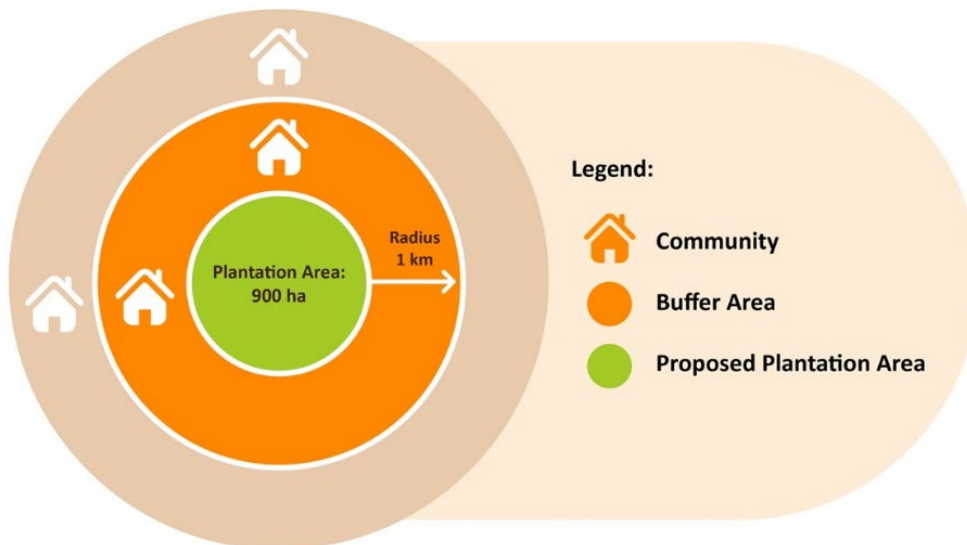 Plantation Area:
900 ha
Radius
1 km
Legend:
Community
Buffer Area
Proposed Plantation Area